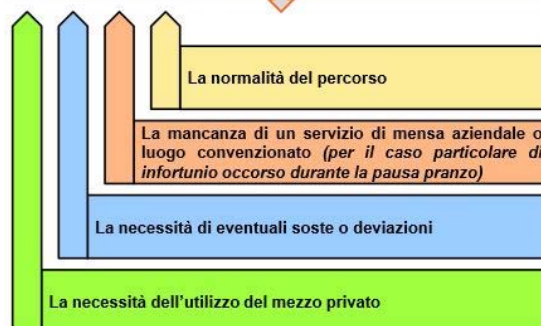 La normalità del percorso
La mancanza di un servizio di mensa aziendale o
luogo convenzionato (per il caso particolare di
infortunio occorso durante la pausa pranzo)
La necessità di eventuali soste o deviazioni
La necessità dell'utilizzo del mezzo privato